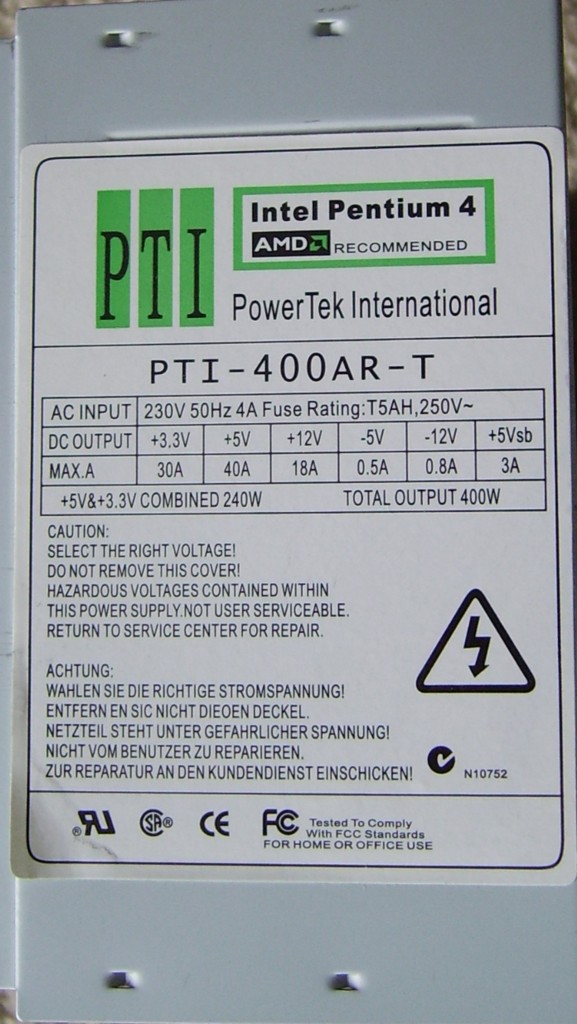 PTI
Intel Pentium 4
AMD RECOMMENDED
PowerTek International
PTI-400AR-T
AC INPUT 230V 50Hz 4A Fuse Rating:T5AH,250V~
DC OUTPUT +3.3V +5V +12V -5V -12V +5Vsb
MAX.A 30A 40A 18A 0.5A 0.8A 3A
+5V&+3.3V COMBINED 240W TOTAL OUTPUT 400W
CAUTION:
SELECT THE RIGHT VOLTAGE!
DO NOT REMOVE THIS COVER!
HAZARDOUS VOLTAGES CONTAINED WITHIN
THIS POWER SUPPLY.NOT USER SERVICEABLE.
RETURN TO SERVICE CENTER FOR REPAIR.
ACHTUNG:
WAHLEN SIE DIE RICHTIGE STROMSPANNUNG!
ENTFERN EN SIC NICHT DIEOEN DECKEL.
NETZTEIL STEHT UNTER GEFAHRLICHER SPANNUNG!
NICHT VOM BENUTZER ZU REPARIEREN.
ZUR REPARATUR AN DEN KUNDENDIENST EINSCHICKEN!
N10752
RU® SA® CE FC Tested To Comply
With FCC Standards
FOR HOME OR OFFICE USE